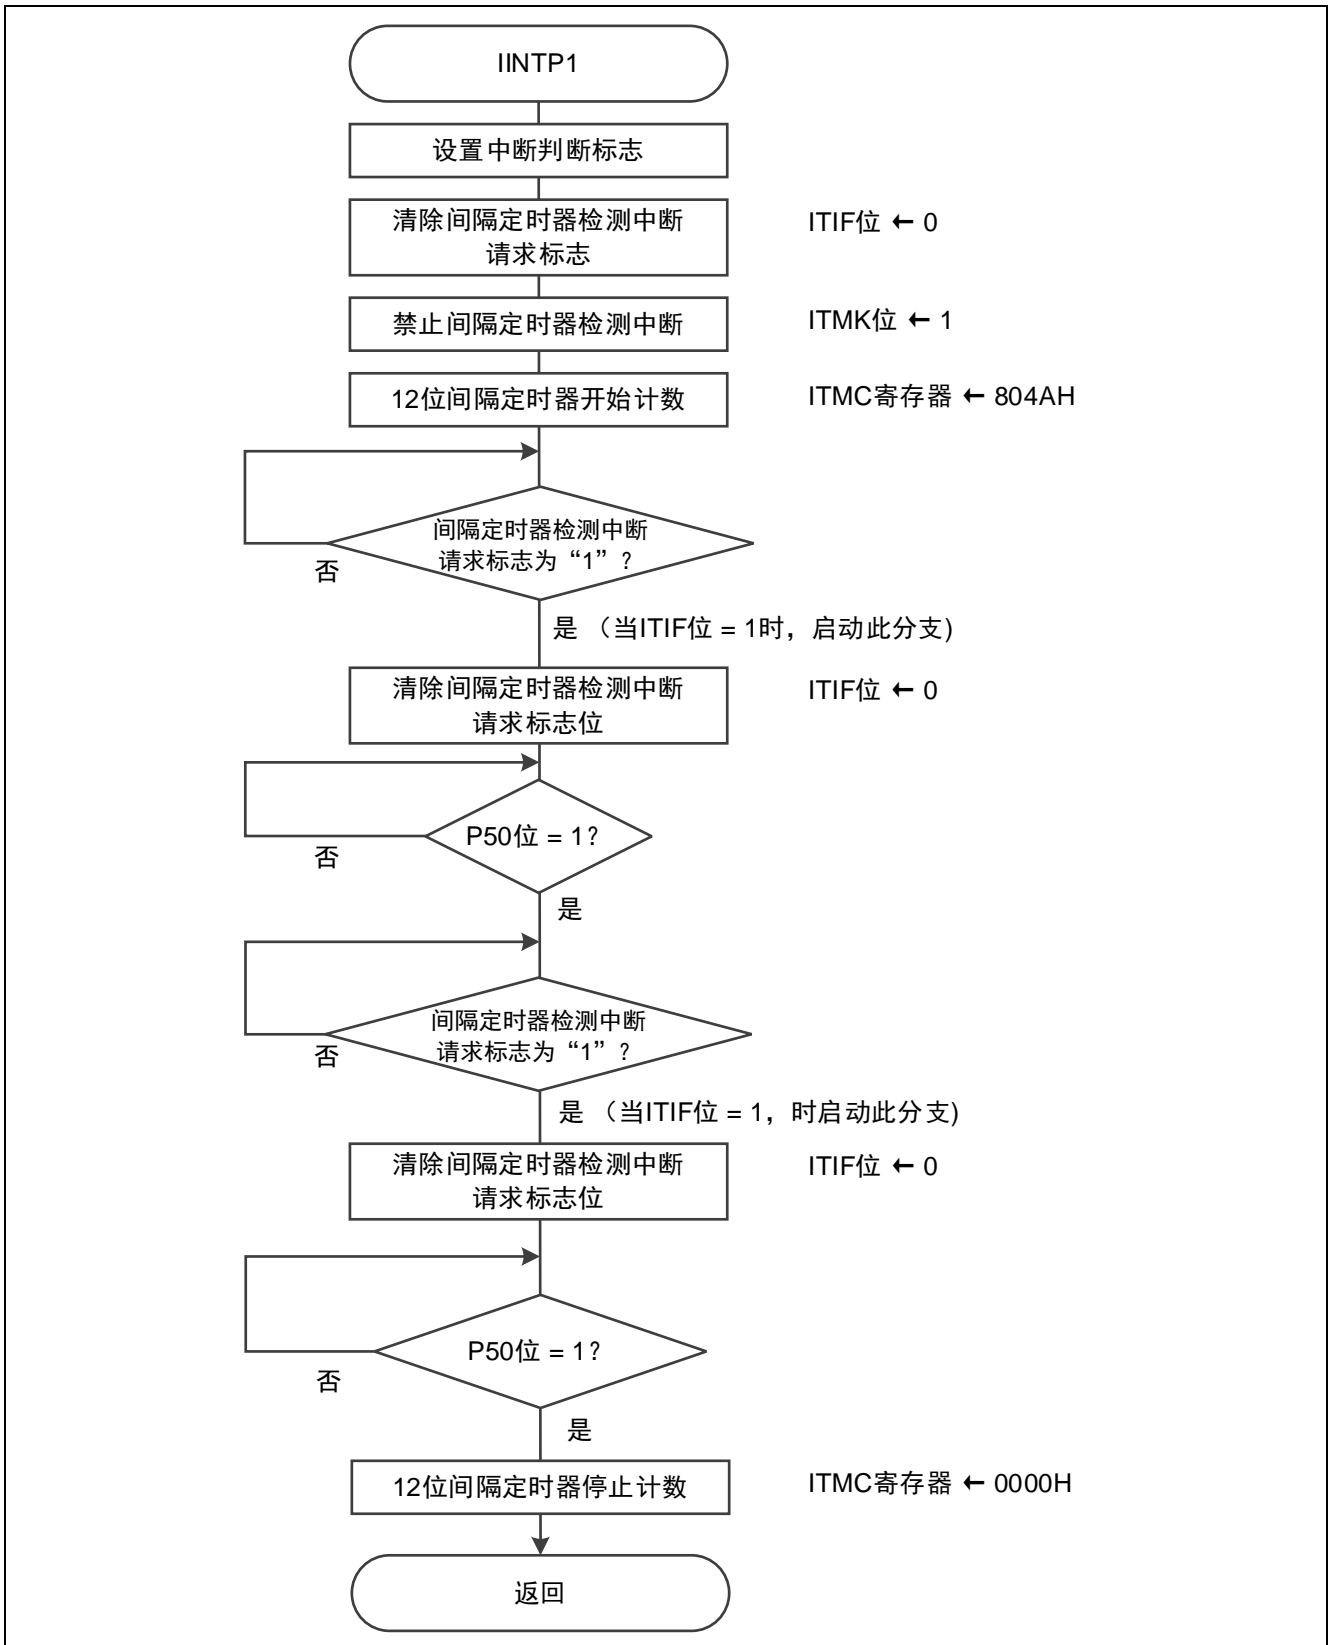 IINTP1
设置中断判断标志
清除间隔定时器检测中断
请求标志
ITIF位 ← 0
禁止间隔定时器检测中断
ITMK位 ← 1
12位间隔定时器开始计数
ITMC寄存器 ← 804AH
间隔定时器检测中断
请求标志为“1”？
否
是 （当ITIF位 = 1时，启动此分支)
清除间隔定时器检测中断
请求标志位
ITIF位 ← 0
P50位 = 1?
否
是
间隔定时器检测中断
请求标志为“1”？
否
是 （当ITIF位 = 1，时启动此分支)
清除间隔定时器检测中断
请求标志位
ITIF位 ← 0
P50位 = 1?
否
是
12位间隔定时器停止计数
ITMC寄存器 ← 0000H
返回